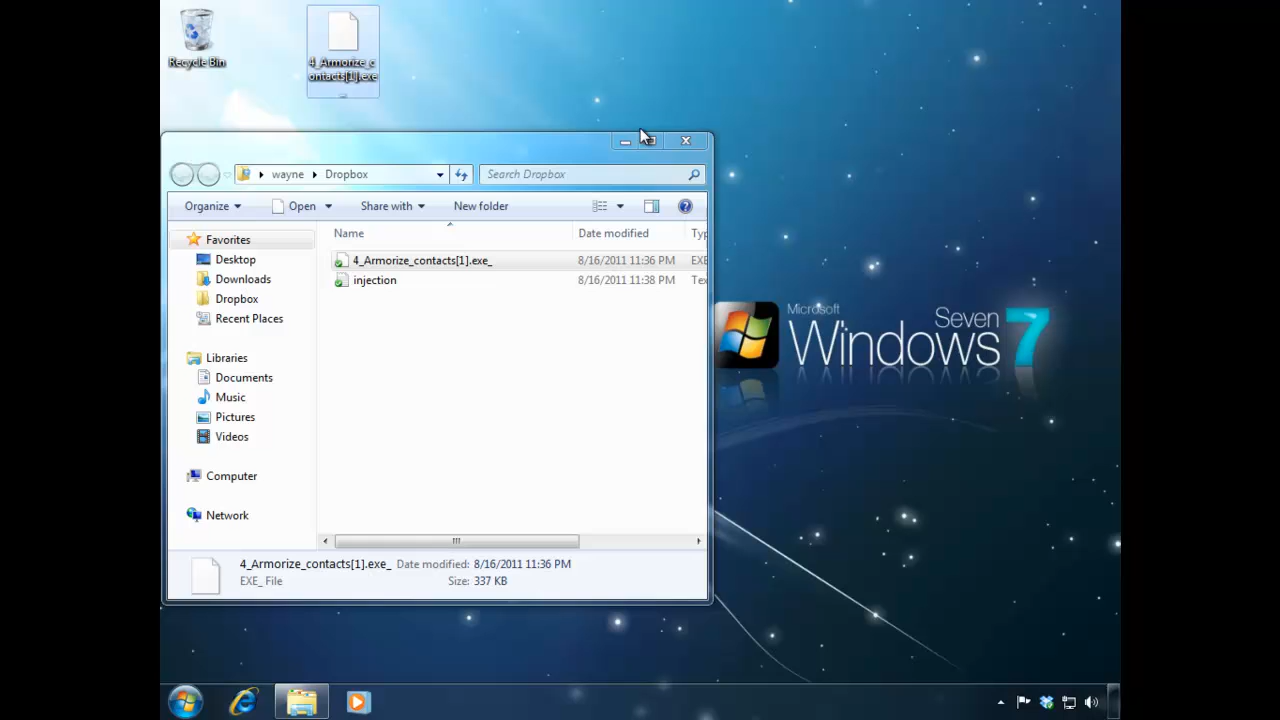 Recycle Bin
4_Armorize_c
ontacts[1].exe
_
wayne Dropbox
Search Dropbox
Organize Open Share with New folder
Name Date modified Typ
Favorites
Desktop
Downloads
Dropbox
Recent Places
Libraries
Documents
Music
Pictures
Videos
Computer
Network
4_Armorize_contacts[1].exe_ 8/16/2011 11:36 PM EXE
injection 8/16/2011 11:38 PM Tex
4_Armorize_contacts[1].exe_ Date modified: 8/16/2011 11:36 PM
EXE_ File Size: 337 KB
Microsoft
Windows Seven 7